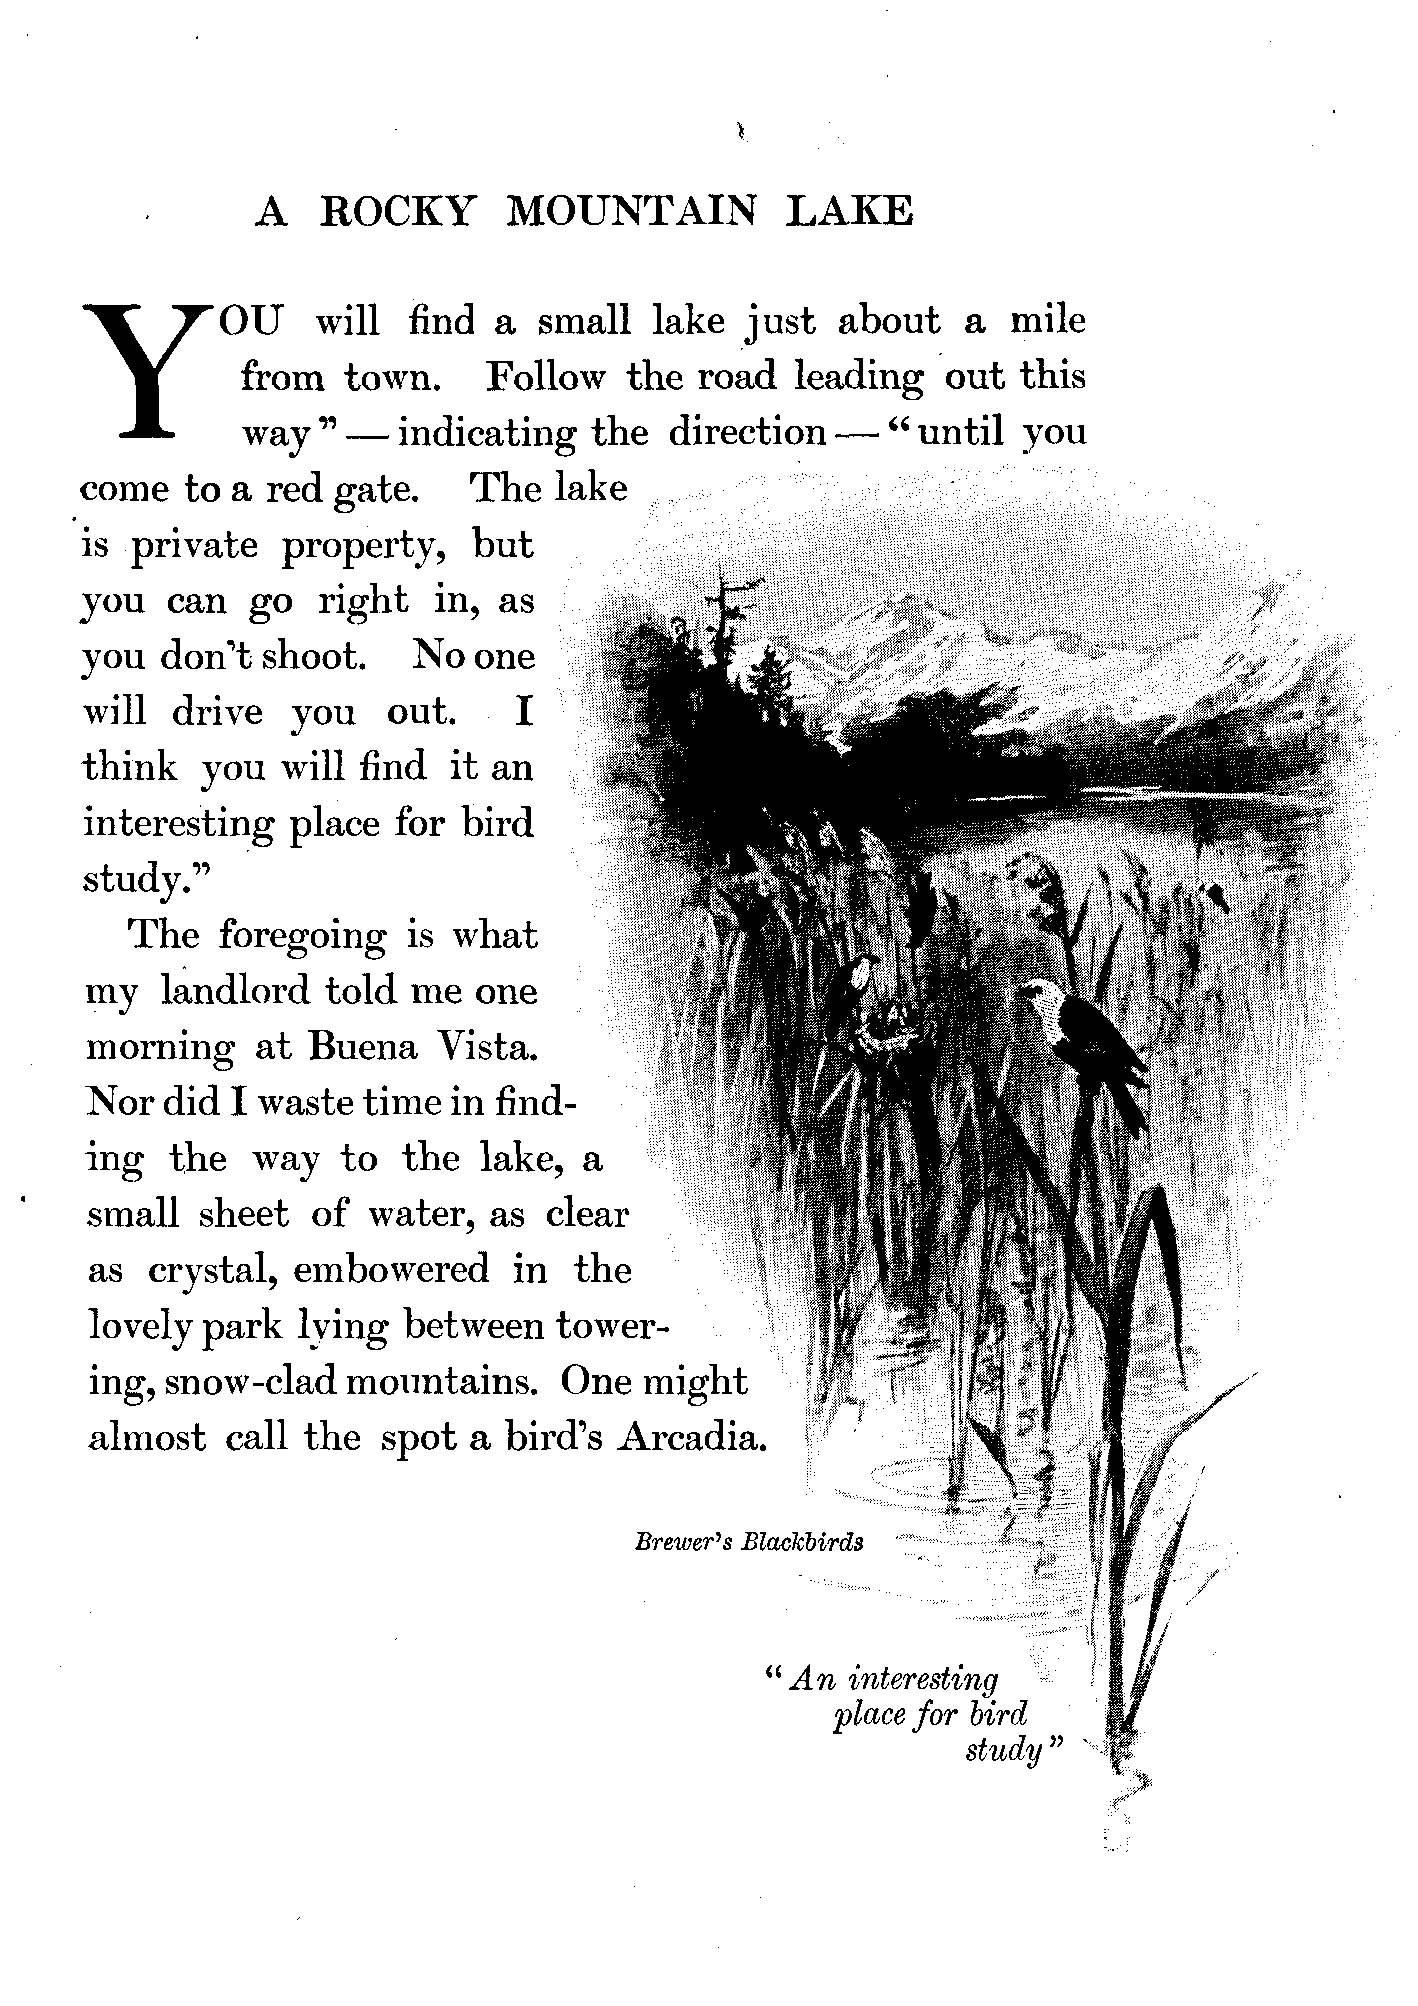 A ROCKY MOUNTAIN LAKE
YOU will find a small lake just about a mile
from town. Follow the road leading out this
way" — indicating the direction — "until you
come to a red gate. The lake
is private property, but
you can go right in, as
you don't shoot. No one
will drive you out. I
think you will find it an
interesting place for bird
study."
The foregoing is what
my landlord told me one
morning at Buena Vista.
Nor did I waste time in find-
ing the way to the lake, a
small sheet of water, as clear
as crystal, embowered in the
lovely park lying between tower-
ing, snow-clad mountains. One might
almost call the spot a bird's Arcadia.
Brewer's Blackbirds
"An interesting
place for bird
study"